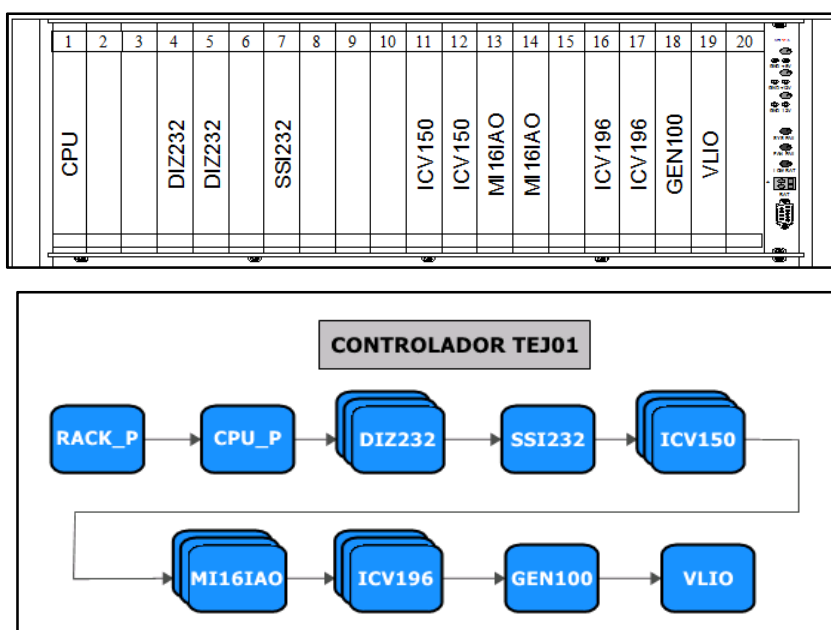 1 2 3 4 5 6 7 8 9 10 11 12 13 14 15 16 17 18 19 20
CPU DIZ232 DIZ232 SSI232 ICV150 ICV150 MI16IAO MI16IAO ICV196 ICV196 GEN100 VLIO
CONTROLADOR TEJ01
RACK_P CPU_P DIZ232 SSI232 ICV150
MI16IAO ICV196 GEN100 VLIO